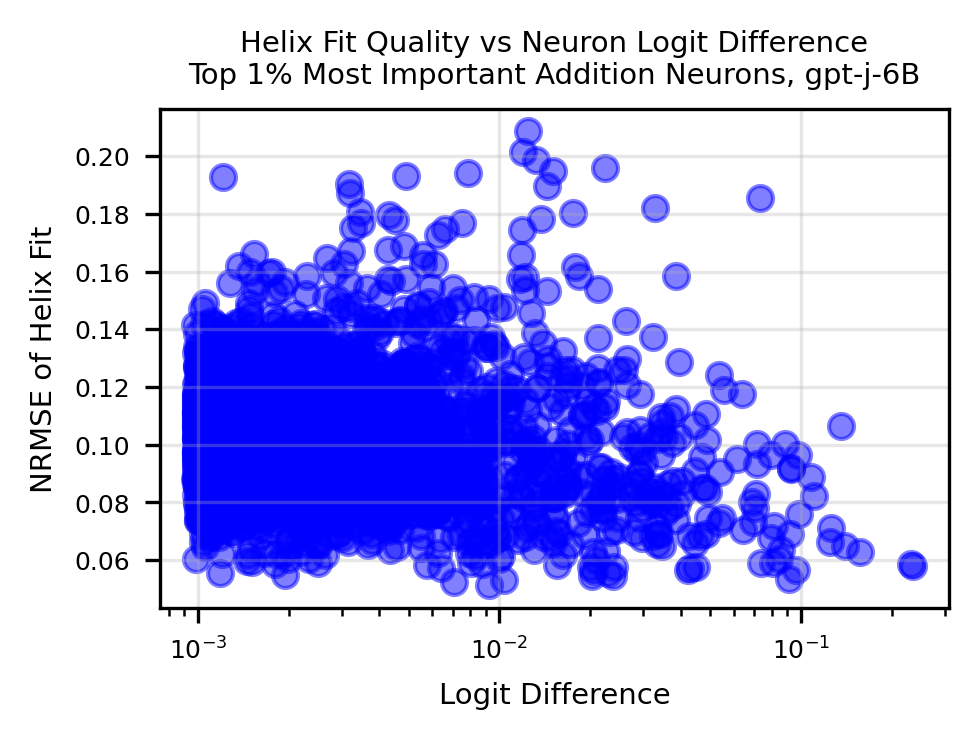 Helix Fit Quality vs Neuron Logit Difference
Top 1% Most Important Addition Neurons, gpt-j-6B
NRMSE of Helix Fit
0.20
0.18
0.16
0.14
0.12
0.10
0.08
0.06
10⁻³ 10⁻² 10⁻¹
Logit Difference